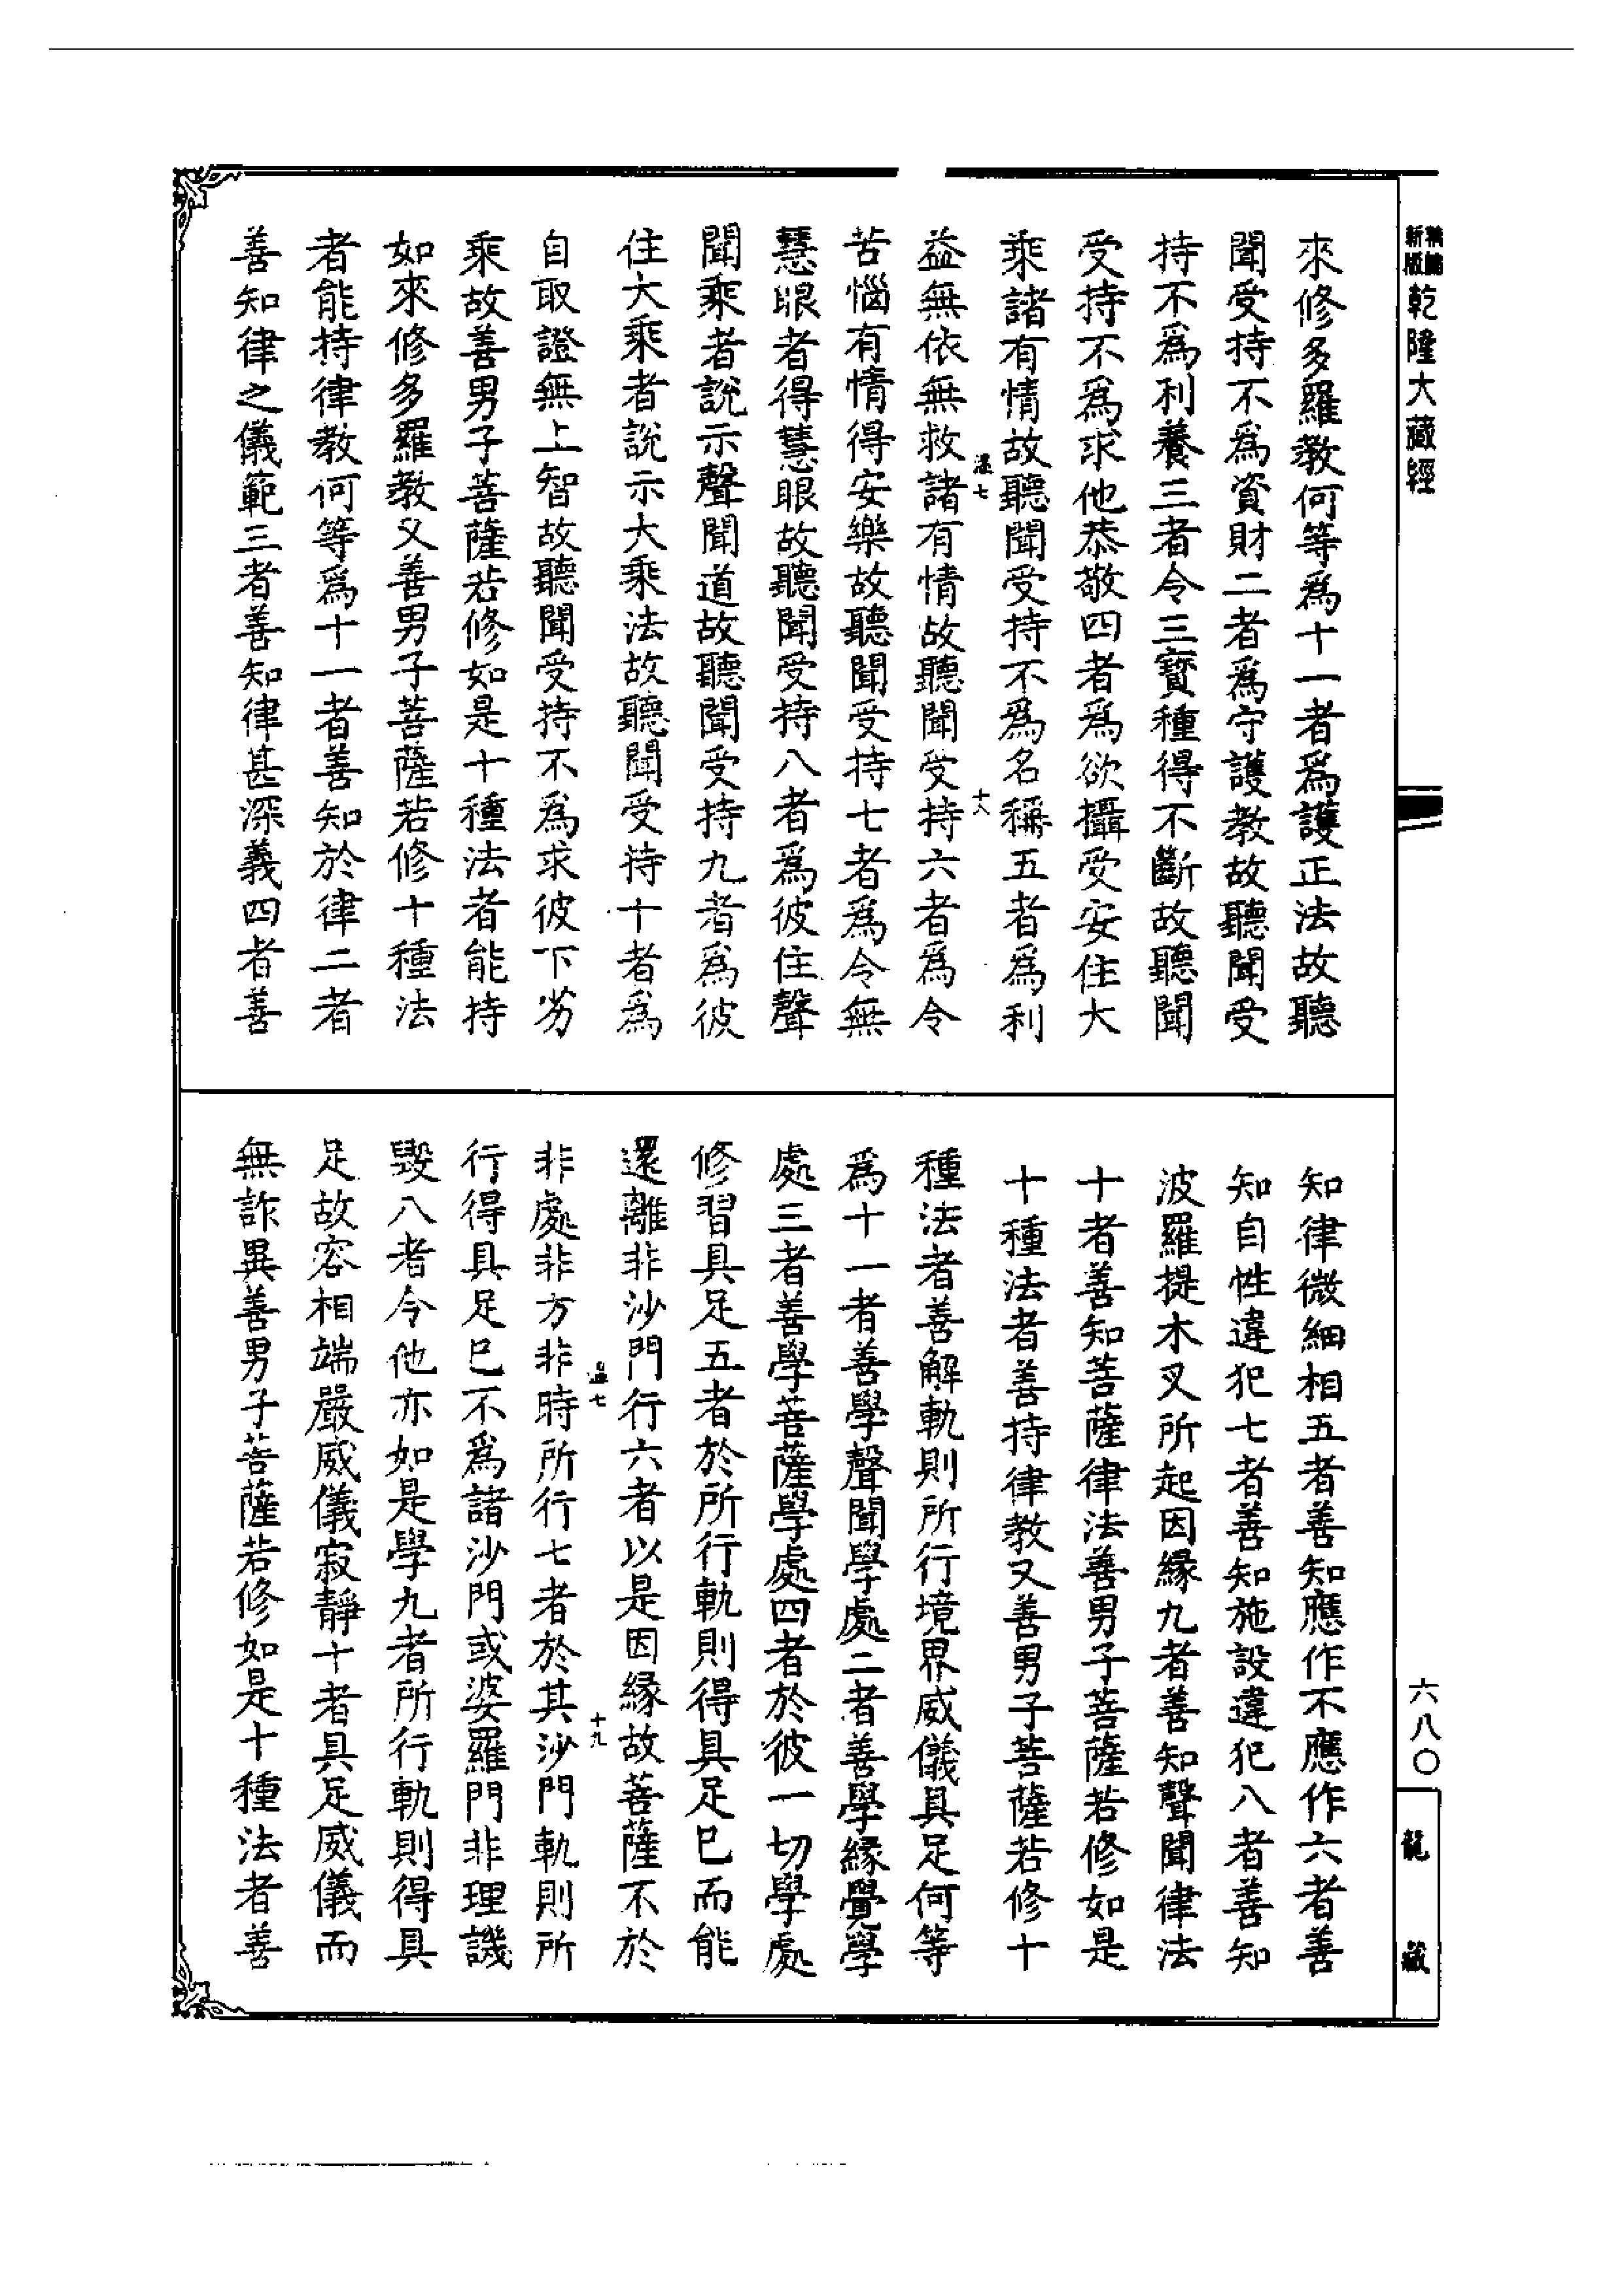 新版
乾隆大藏經
來修多羅教何等爲十一者爲護正法故聽
聞受持不爲資財二者爲守護教故聽聞受
持不爲利養三者令三寳種得不斷故聽聞
受持不爲求他恭敬四者爲欲攝受安住大
乘諸有情故聽聞受持不爲名稱五者爲利
十八
益無依無救諸有情故聽聞受持六者爲令
苦惱有情得安樂故聽聞受持七者爲令無
慧眼者得慧眼故聽聞受持八者爲彼住聲
聞乘者說示聲聞道故聽聞受持九者爲彼
住大乘者說示大乘法故聽聞受持十者爲
自取證無上智故聽聞受持不爲求彼下劣
乘故善男子菩薩若修如是十種法者能持
如來修多羅教又善男子菩薩若修十種法
者能持律教何等爲十一者善知於律二者
善知律之儀範三者善知律甚深義四者善
知律微細相五者善知應作不應作六者善
知自性違犯七者善知施設違犯八者善知
波羅提木叉所起因緣九者善知聲聞律法
十者善知菩薩律法善男子菩薩若修如是
十種法者善持律教又善男子菩薩若修十
種法者善解軌則所行境界威儀具足何等
爲十一者善學聲聞學處二者善學緣覺學
處三者善學菩薩學處四者於彼一切學處
修習具足五者於所行軌則得具足已而能
還離非沙門行六者以是因緣故菩薩不於
十九
非處非方非時所行七者於其沙門軌則所
行得具足已不爲諸沙門或婆羅門非理譏
毀八者令他亦如是學九者所行軌則得具
足故容相端嚴威儀寂靜十者具足威儀而
無詐異善男子菩薩若修如是十種法者善
六八〇
龍藏